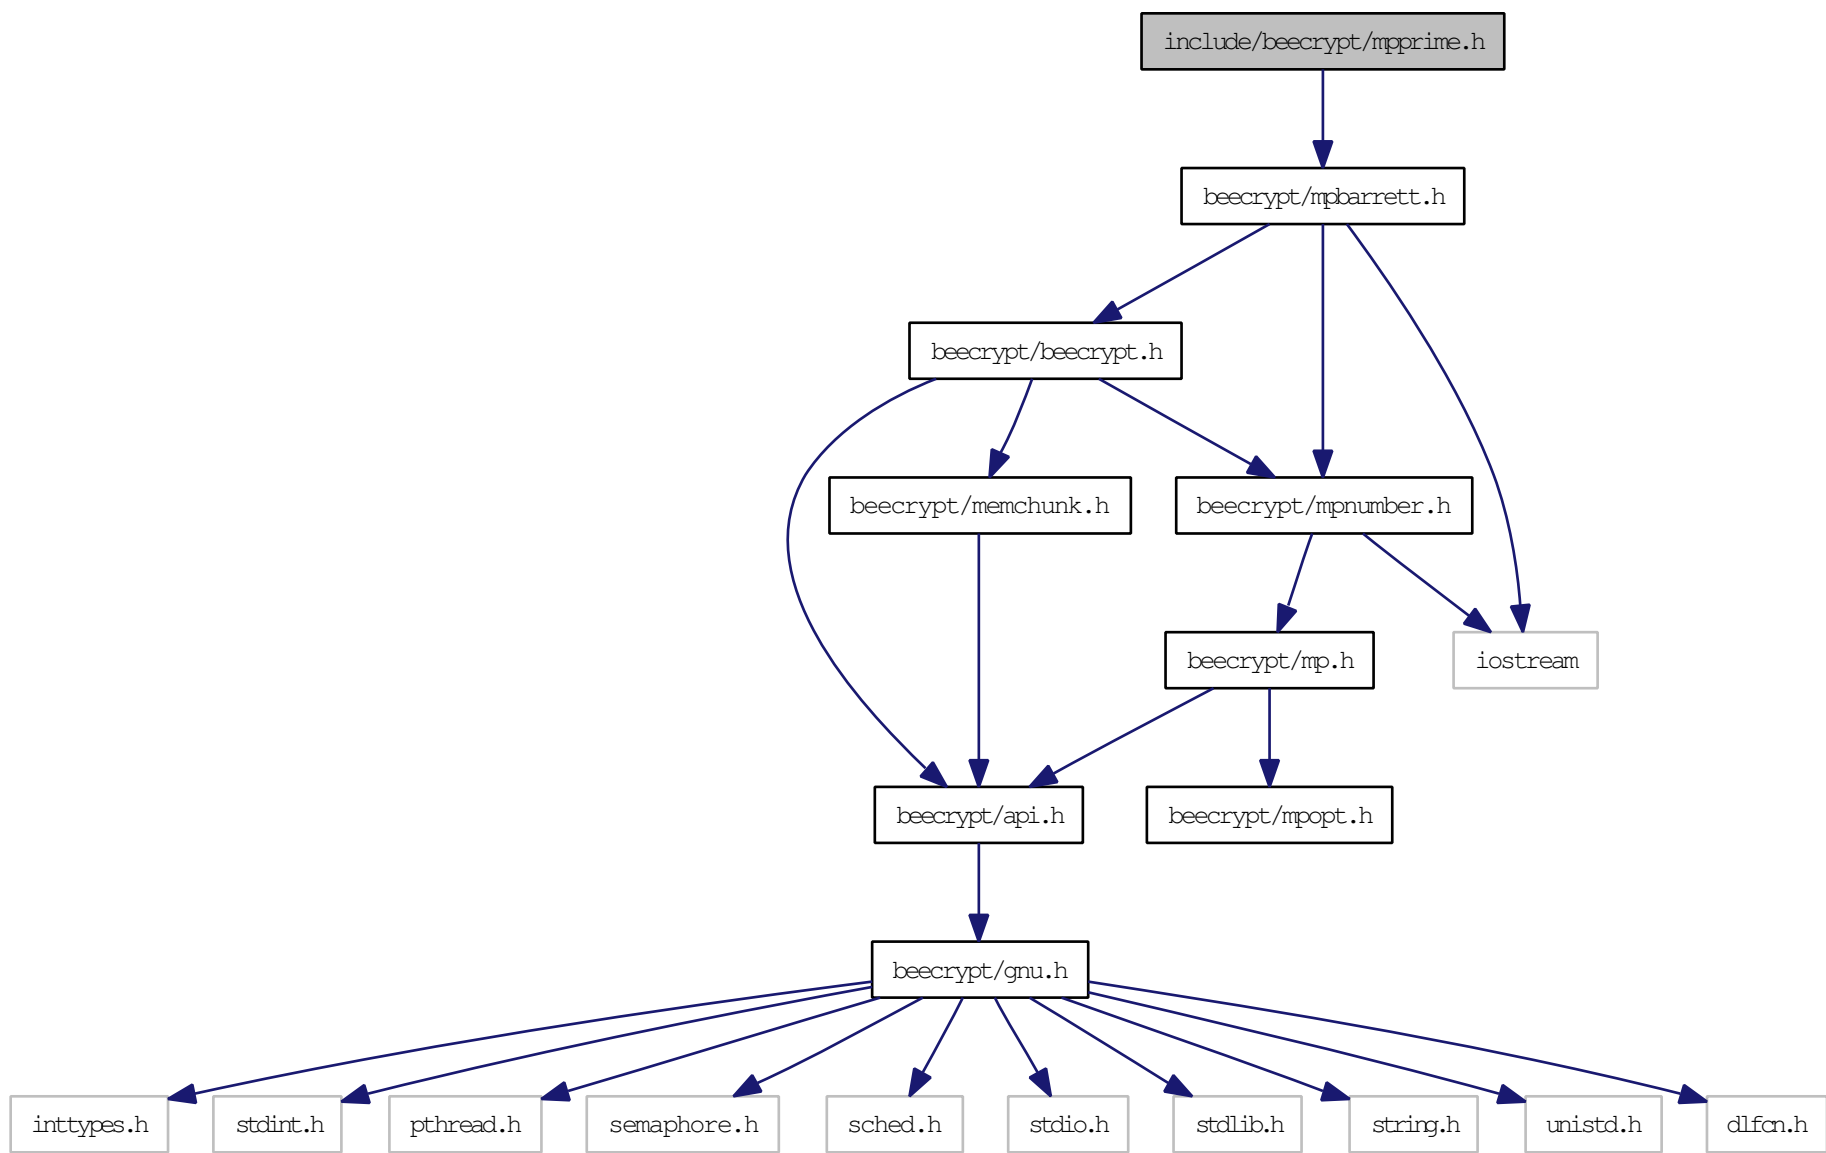 include/beecrypt/mpprime.h
beecrypt/mpbarrett.h
beecrypt/beecrypt.h
beecrypt/memchunk.h
beecrypt/mpnumber.h
beecrypt/mp.h
iostream
beecrypt/api.h
beecrypt/mpopt.h
beecrypt/gnu.h
inttypes.h
stdint.h
pthread.h
semaphore.h
sched.h
stdio.h
stdlib.h
string.h
unistd.h
dlfcn.h